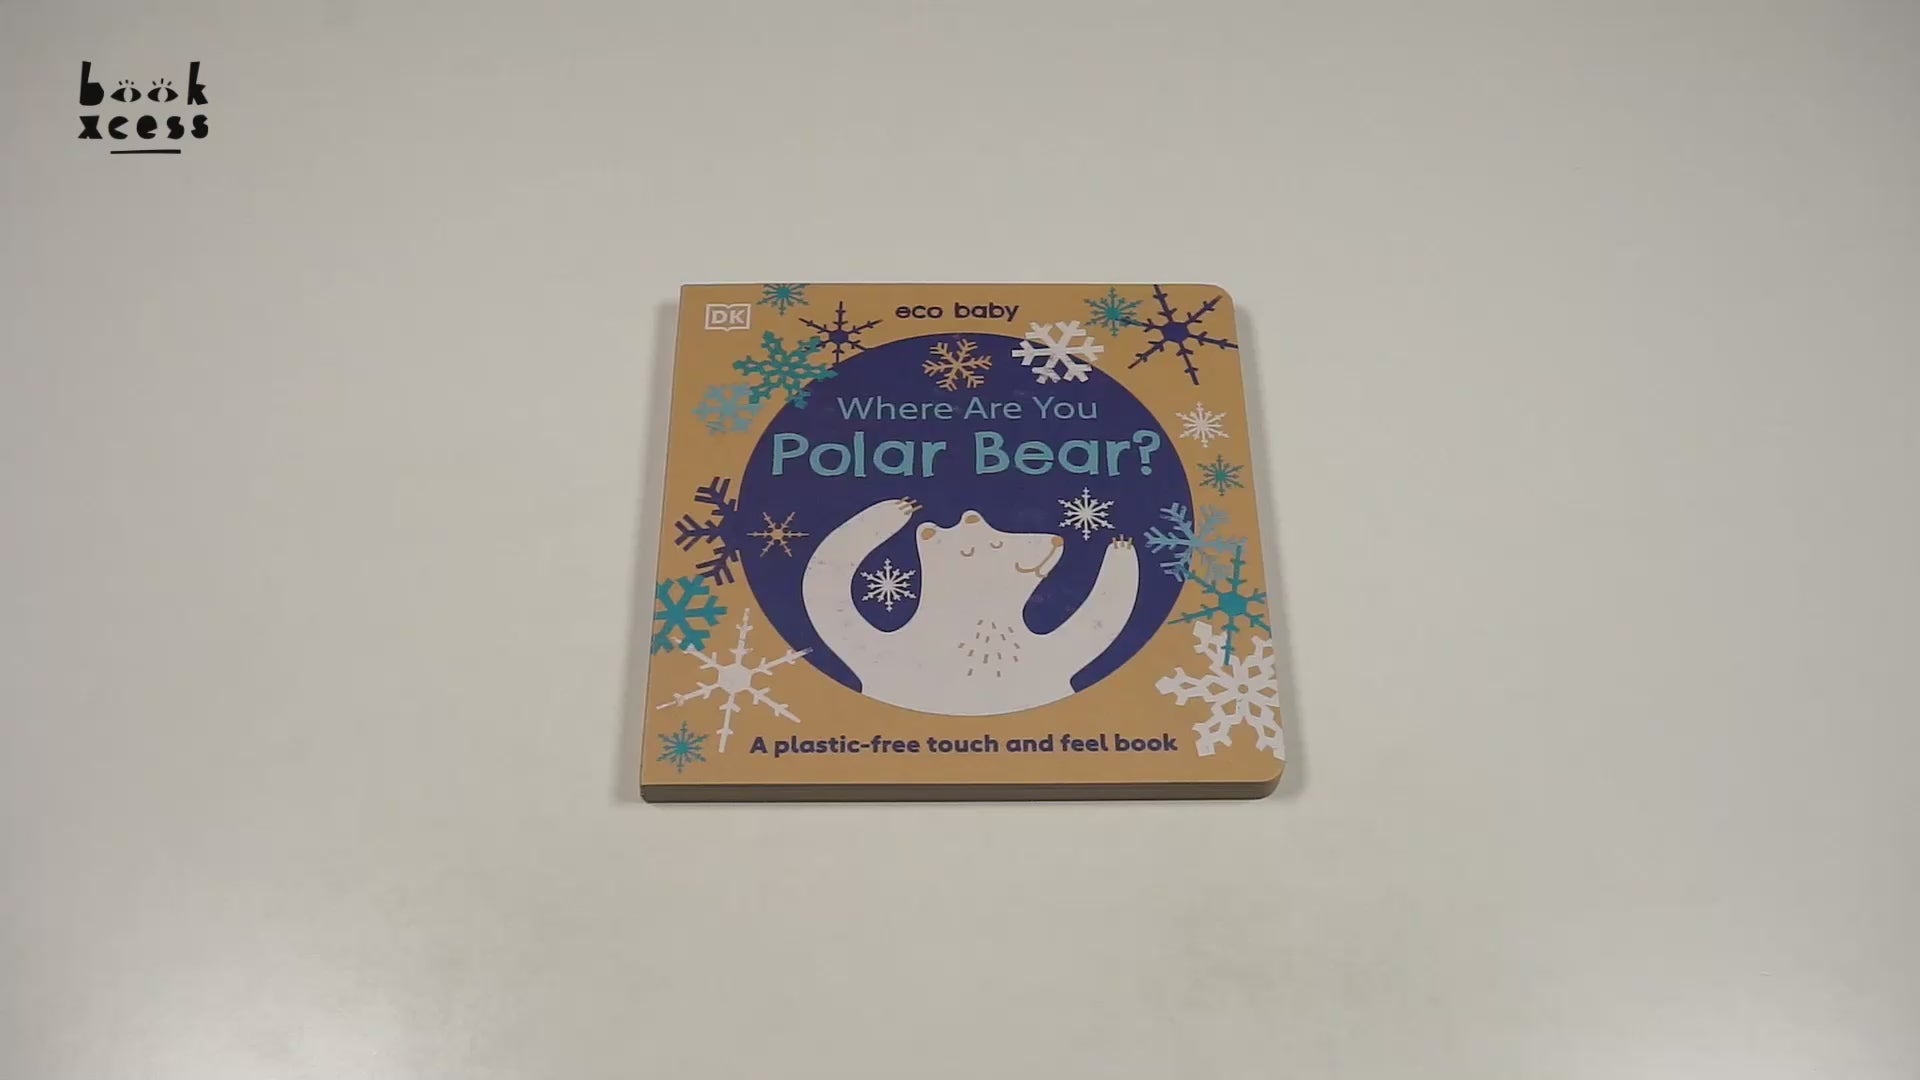 book
xcess
DK
eco baby
Where Are You
Polar Bear?
A plastic-free touch and feel book